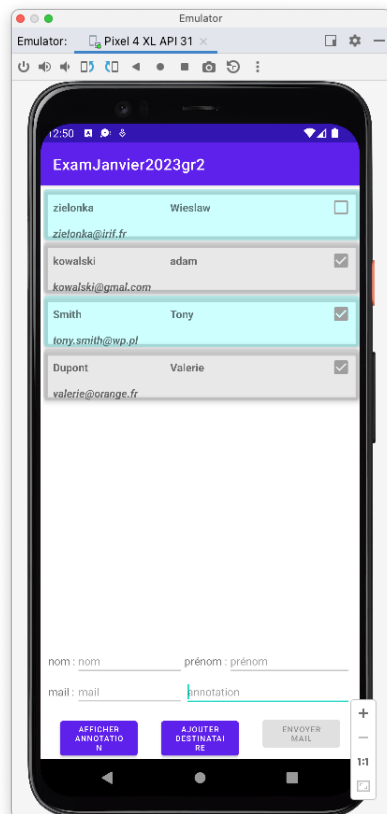 Emulator
Emulator: Pixel 4 XL API 31
12:50
ExamJanvier2023gr2
zielonka Wieslaw
zielonka@irif.fr
kowalski adam
kowalski@gmal.com
Smith Tony
tony.smith@wp.pl
Dupont Valerie
valerie@orange.fr
nom : nom prénom : prénom
mail : mail annotation
AFFICHER
ANNOTATIO
N
AJOUTER
DESTINATAI
RE
ENVOYER
MAIL
1:1